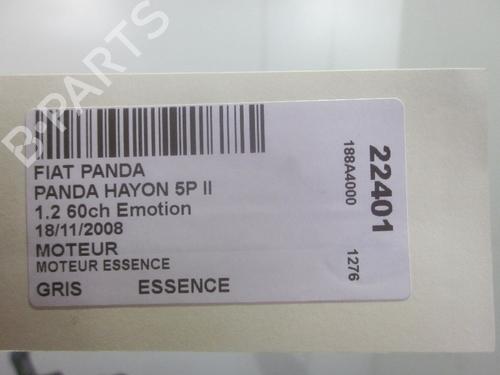 B-PARTS
FIAT PANDA
PANDA HAYON 5P II
1.2 60ch Emotion
18/11/2008
MOTEUR
MOTEUR ESSENCE
GRIS ESSENCE
22401
188A4000 1276